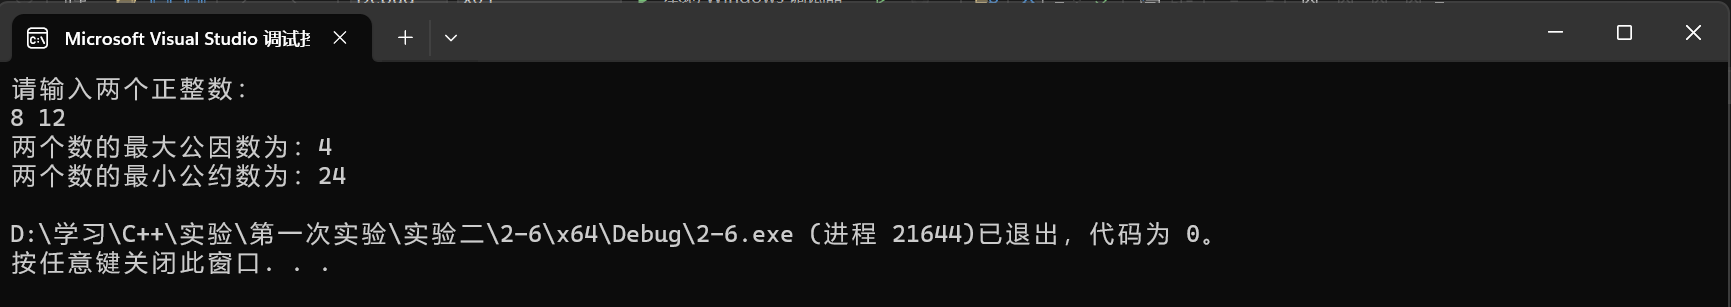 Microsoft Visual Studio 调试
请输入两个正整数：
8 12
两个数的最大公因数为：4
两个数的最小公约数为：24
D:\学习\C++\实验\第一次实验\实验二\2-6\x64\Debug\2-6.exe (进程 21644)已退出，代码为 0。
按任意键关闭此窗口. . .